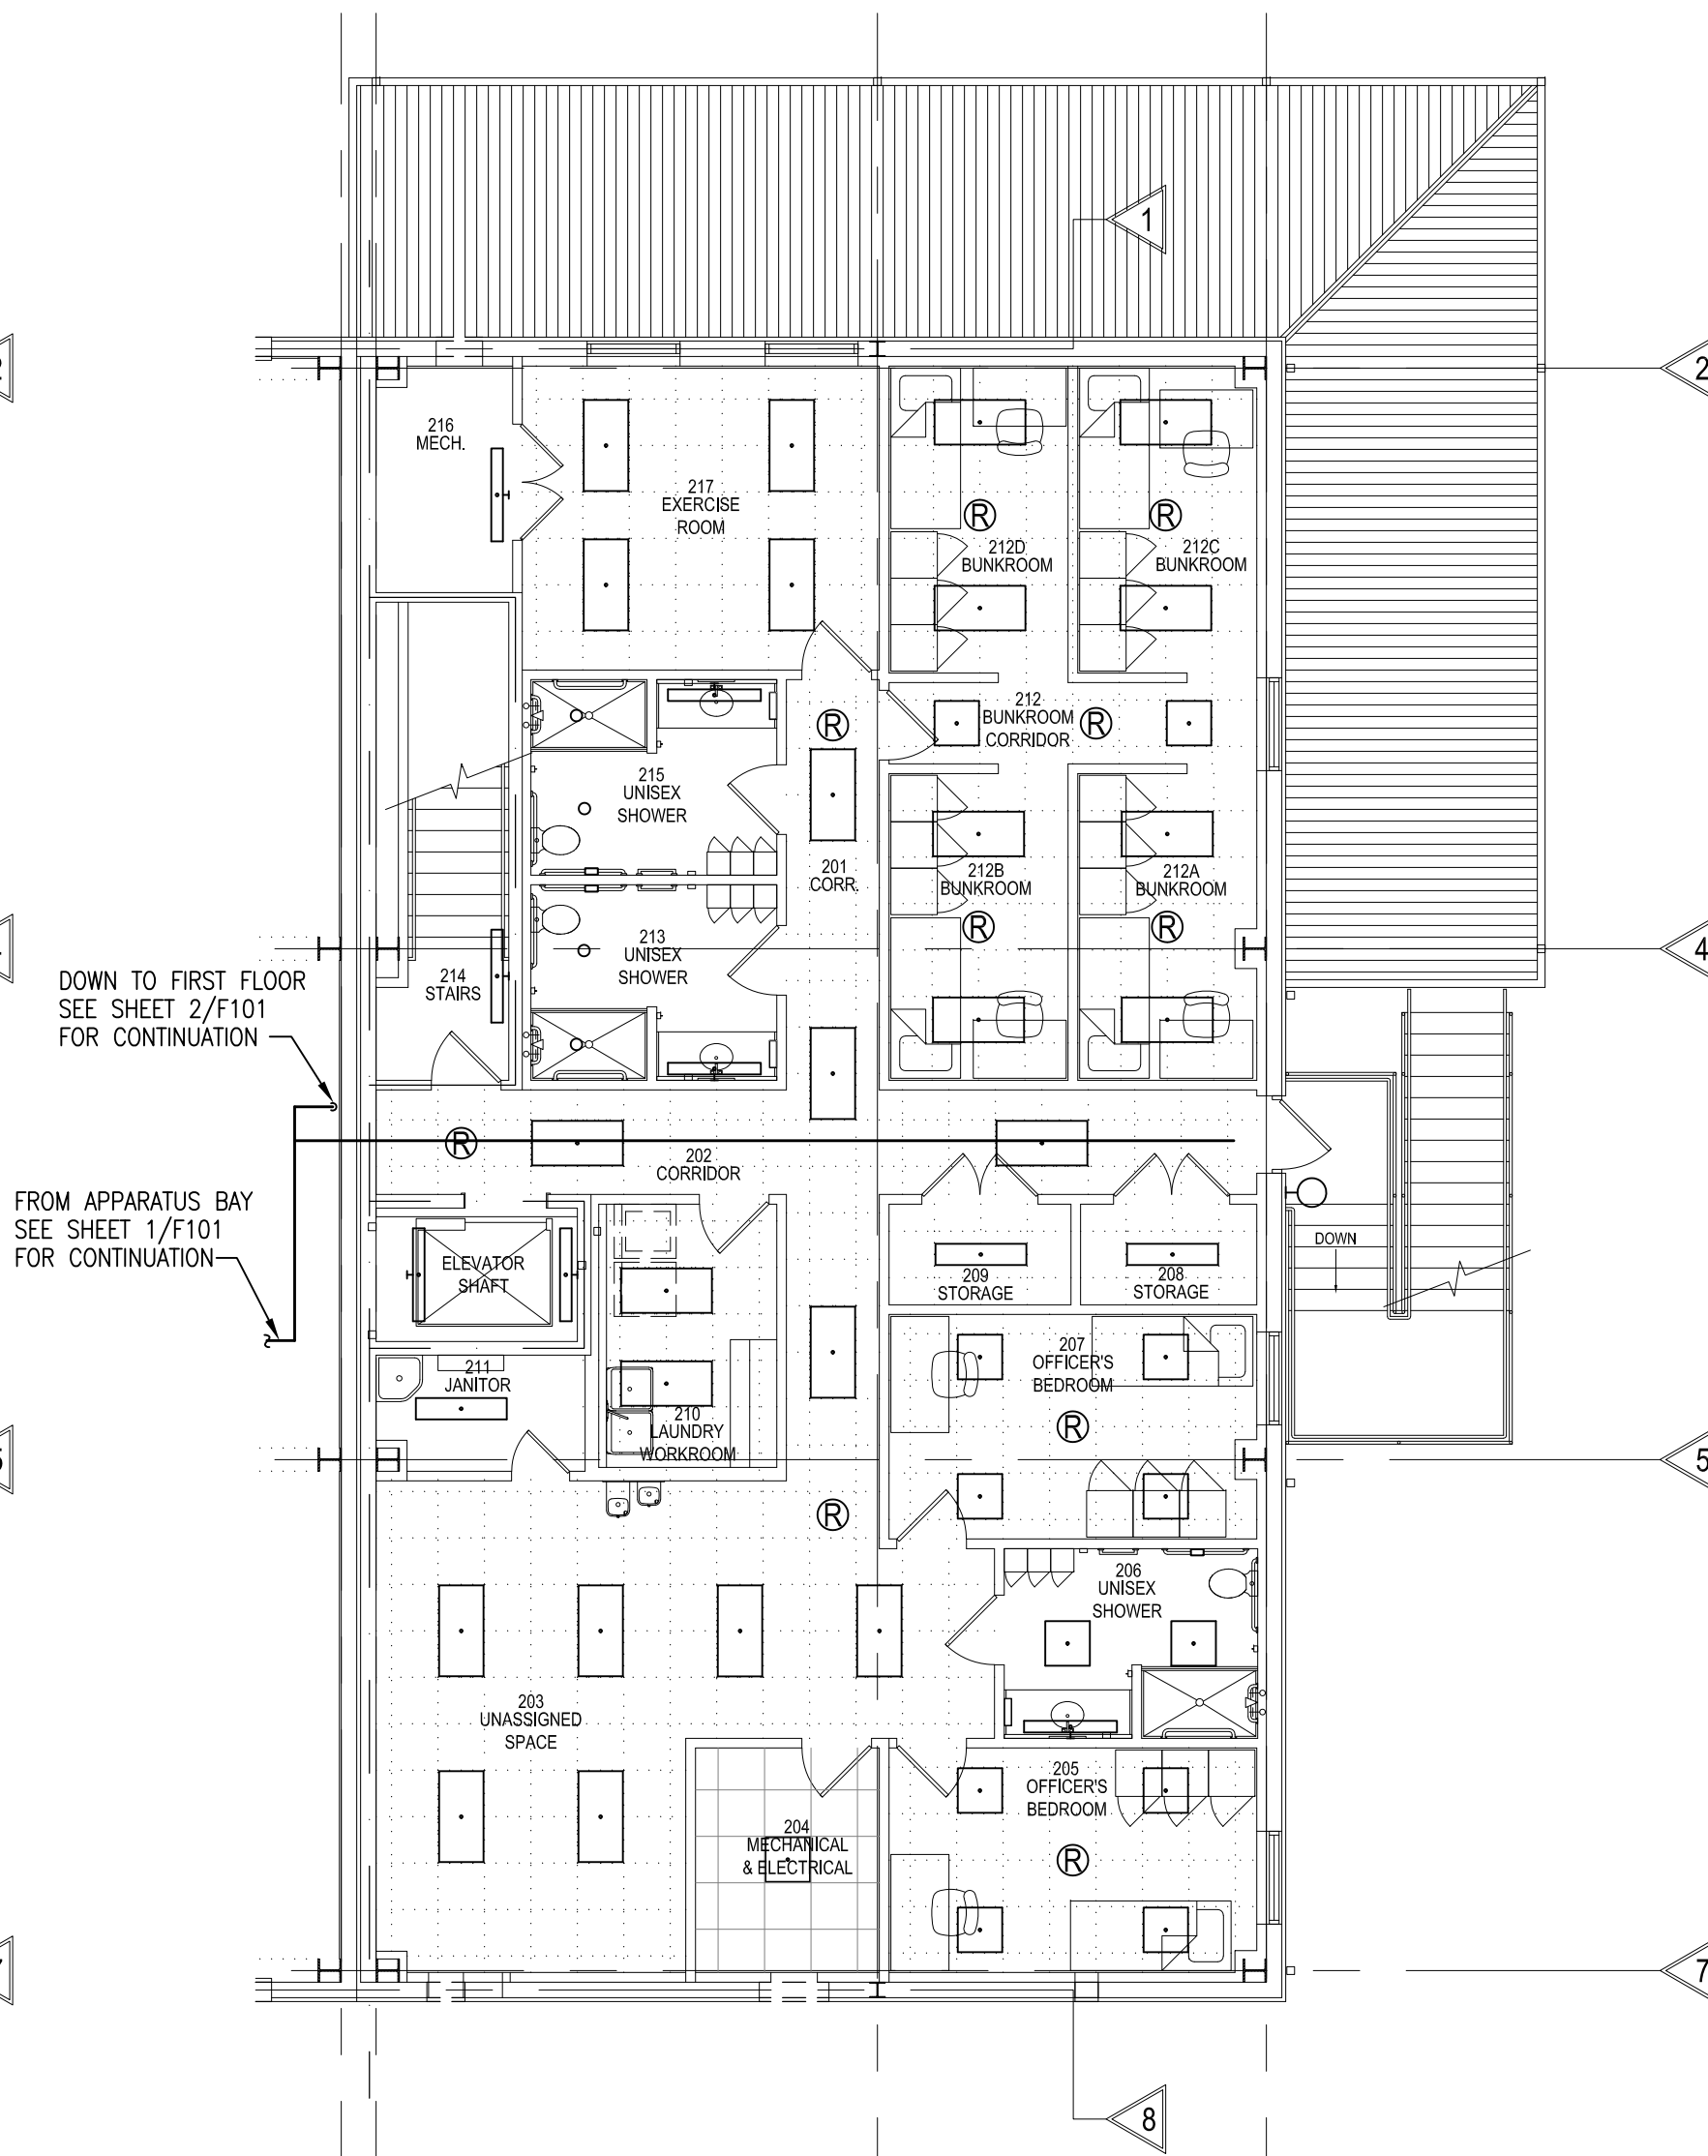 1
2
216
MECH.
217
EXERCISE
ROOM
R
R
212D
BUNKROOM
212C
BUNKROOM
212
BUNKROOM
CORRIDOR
R
R
215
UNISEX
SHOWER
201
CORR.
212B
BUNKROOM
212A
BUNKROOM
R
R
213
UNISEX
SHOWER
4
214
STAIRS
DOWN TO FIRST FLOOR
SEE SHEET 2/F101
FOR CONTINUATION
R
202
CORRIDOR
FROM APPARATUS BAY
SEE SHEET 1/F101
FOR CONTINUATION
ELEVATOR
SHAFT
209
STORAGE
208
STORAGE
DOWN
211
JANITOR
207
OFFICER'S
BEDROOM
R
210
LAUNDRY
WORKROOM
5
R
206
UNISEX
SHOWER
203
UNASSIGNED
SPACE
205
OFFICER'S
BEDROOM
204
MECHANICAL
& ELECTRICAL
R
7
8